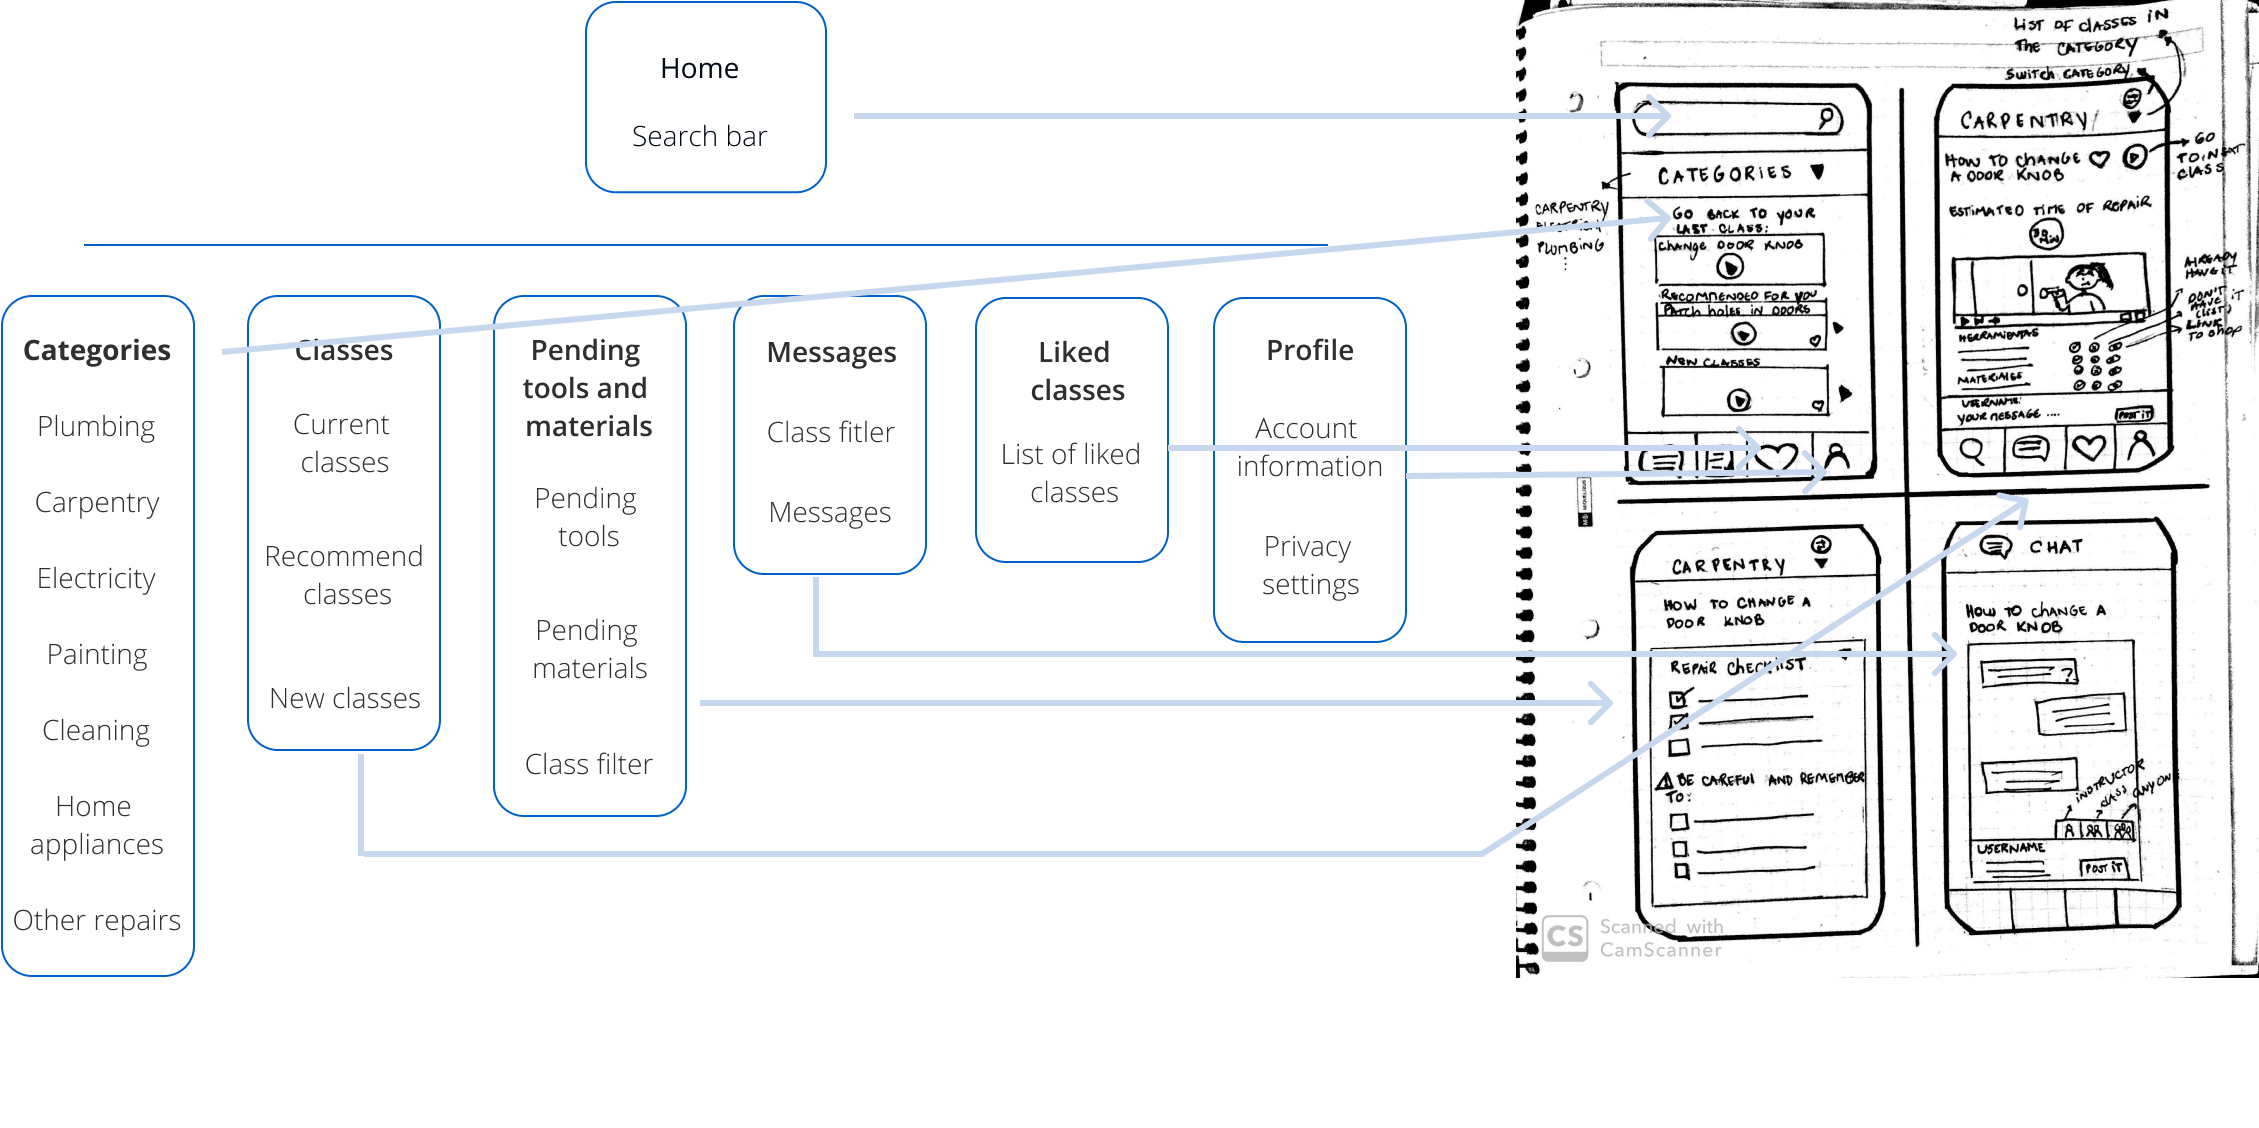 Home
Search bar
Categories
Plumbing
Carpentry
Electricity
Painting
Cleaning
Home
appliances
Other repairs
Classes
Current
classes
Recommend
classes
New classes
Pending
tools and
materials
Pending
tools
Pending
materials
Class filter
Messages
Class fitler
Messages
Liked
classes
List of liked
classes
Profile
Account
information
Privacy
settings
CATEGORIES
CARPENTRY
ELECTRICAL
PLUMBING
...
GO BACK TO YOUR
LAST CLASS:
CHANGE DOOR KNOB
RECOMMENDED FOR YOU
PATCH HOLES IN DOORS
NEW CLASSES
LIST OF CLASSES IN
THE CATEGORY
SWITCH CATEGORY
CARPENTRY
HOW TO CHANGE
A DOOR KNOB
GO
TO NEXT
CLASS
ESTIMATED TIME OF REPAIR
30
MIN
ALREADY
HAVE IT
DON'T
HAVE IT
(LIST)
LINK
TO SHOP
HERRAMIENTAS
MATERIALES
USERNAME:
YOUR MESSAGE ....
POST IT
CARPENTRY
HOW TO CHANGE A
DOOR KNOB
REPAIR CHECKLIST
BE CAREFUL AND REMEMBER
TO:
CHAT
HOW TO CHANGE A
DOOR KNOB
?
INSTRUCTOR
CLASS
ANYONE
USERNAME
POST IT
CS
Scanned with
CamScanner